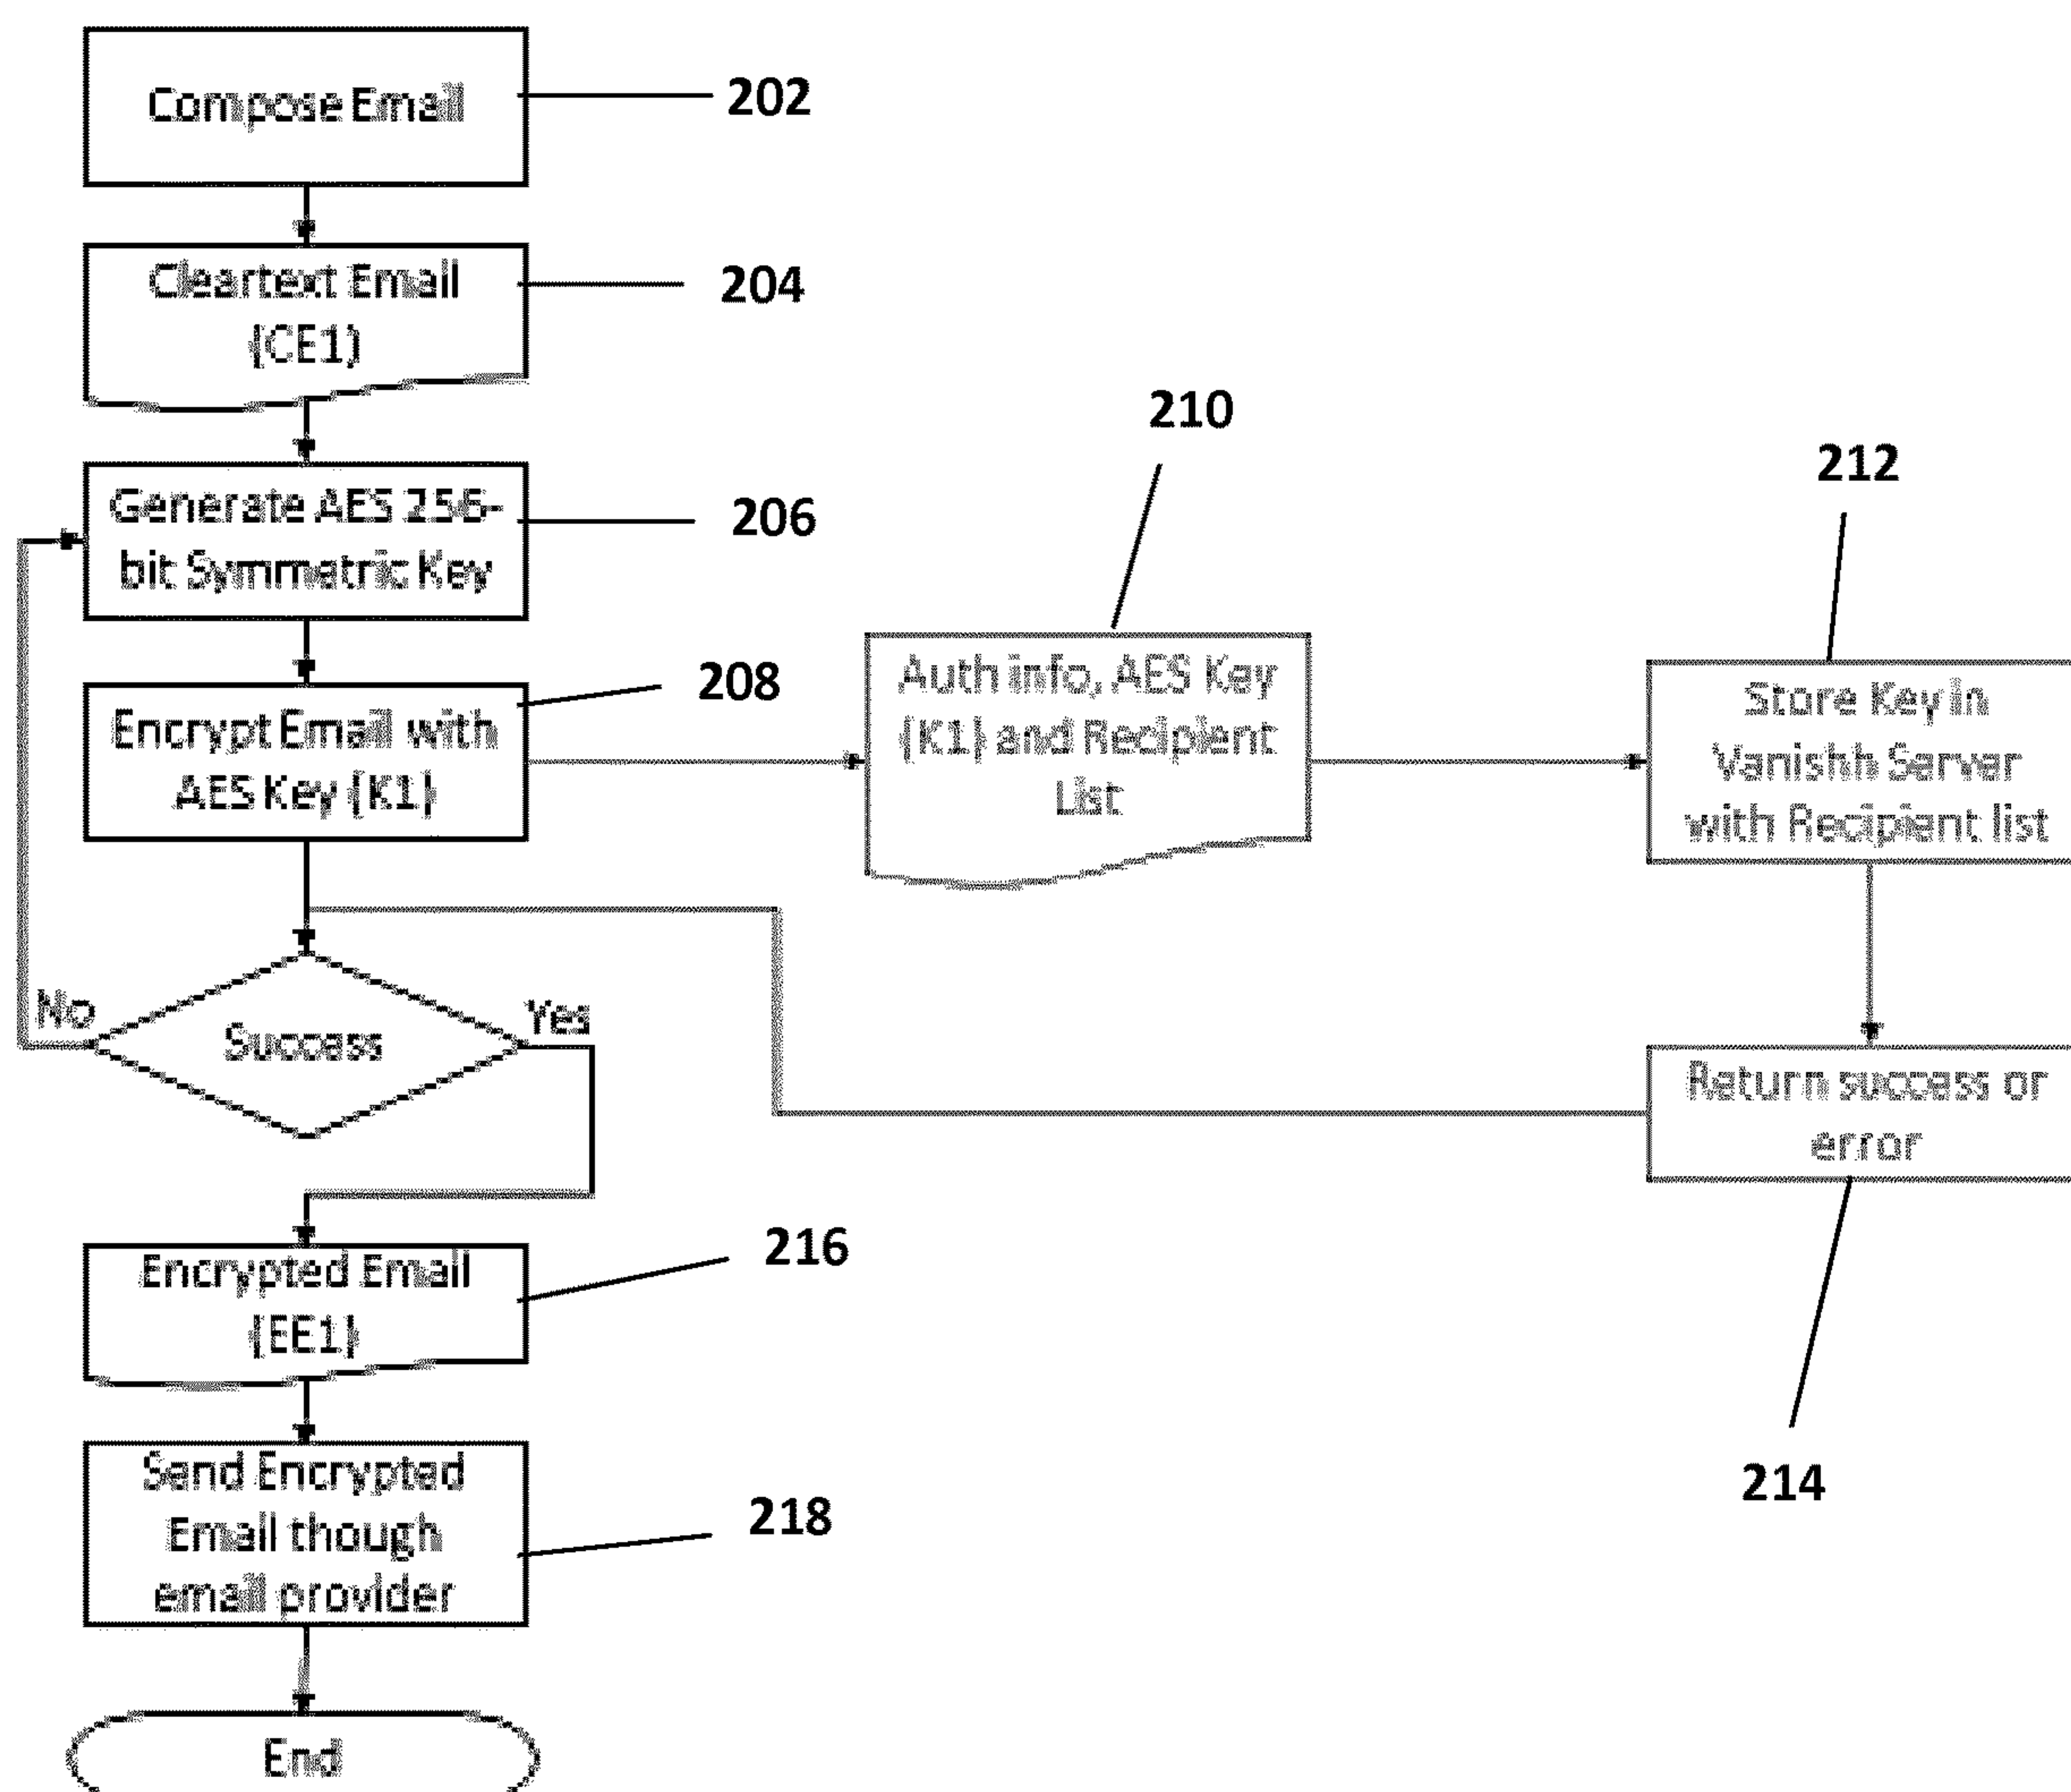 Compose Email
202
Cleartext Email
(CE1)
204
Generate AES 256-
bit Symmetric Key
206
Encrypt Email with
AES Key (K1)
208
210
Auth info, AES Key
(K1) and Recipient
List
212
Store Key in
Vanishh Server
with Recipient list
No
Success
Yes
Return success or
error
214
Encrypted Email
(EE1)
216
Send Encrypted
Email though
email provider
218
End